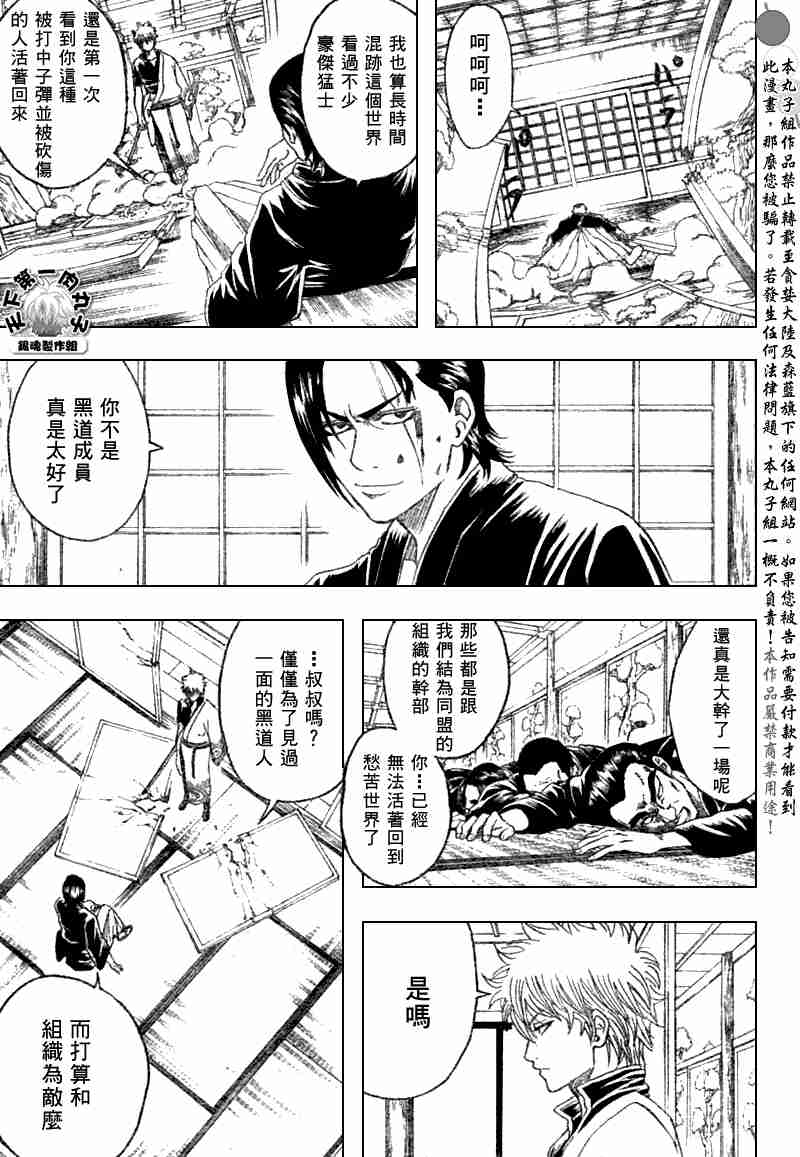 呵呵呵…
我也算長時間
混跡這個世界
看過不少
豪傑猛士
還是第一次
看到你這種
被打中子彈並被砍傷
的人活著回來
你不是
黑道成員
真是太好了
還真是大幹了一場呢
那些都是跟
我們結為同盟的
組織的幹部
你…已經
無法活著回到
愁苦世界了
是嗎
…叔叔嗎？
僅僅為了見過
一面的黑道人
而打算和
組織為敵麼
天下第一肉丸子
銀魂製作組
本丸子組作品禁止轉載至貪婪大陸及森藍旗下的任何網站。如果您被告知需要付款才能看到
此漫畫，那麼您被騙了。若發生任何法律問題，本丸子組一概不負責！本作品嚴禁商業用途！